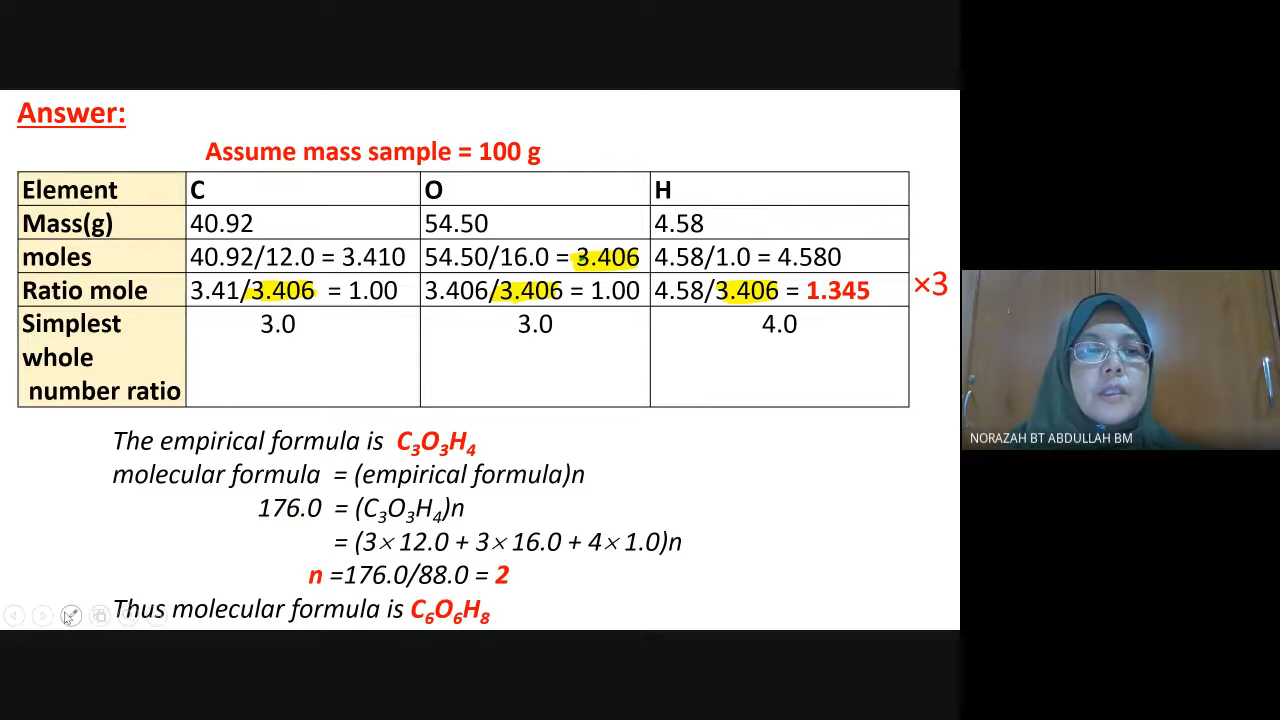 Answer:
Assume mass sample = 100 g
Element C O H
Mass(g) 40.92 54.50 4.58
moles 40.92/12.0 = 3.410 54.50/16.0 = 3.406 4.58/1.0 = 4.580
Ratio mole 3.41/3.406 = 1.00 3.406/3.406 = 1.00 4.58/3.406 = 1.345 ×3
Simplest 3.0 3.0 4.0
whole
number ratio
The empirical formula is C₃O₃H₄
molecular formula = (empirical formula)n
176.0 = (C₃O₃H₄)n
= (3×12.0 + 3×16.0 + 4×1.0)n
n =176.0/88.0 = 2
Thus molecular formula is C₆O₆H₈
NORAZAH BT ABDULLAH BM